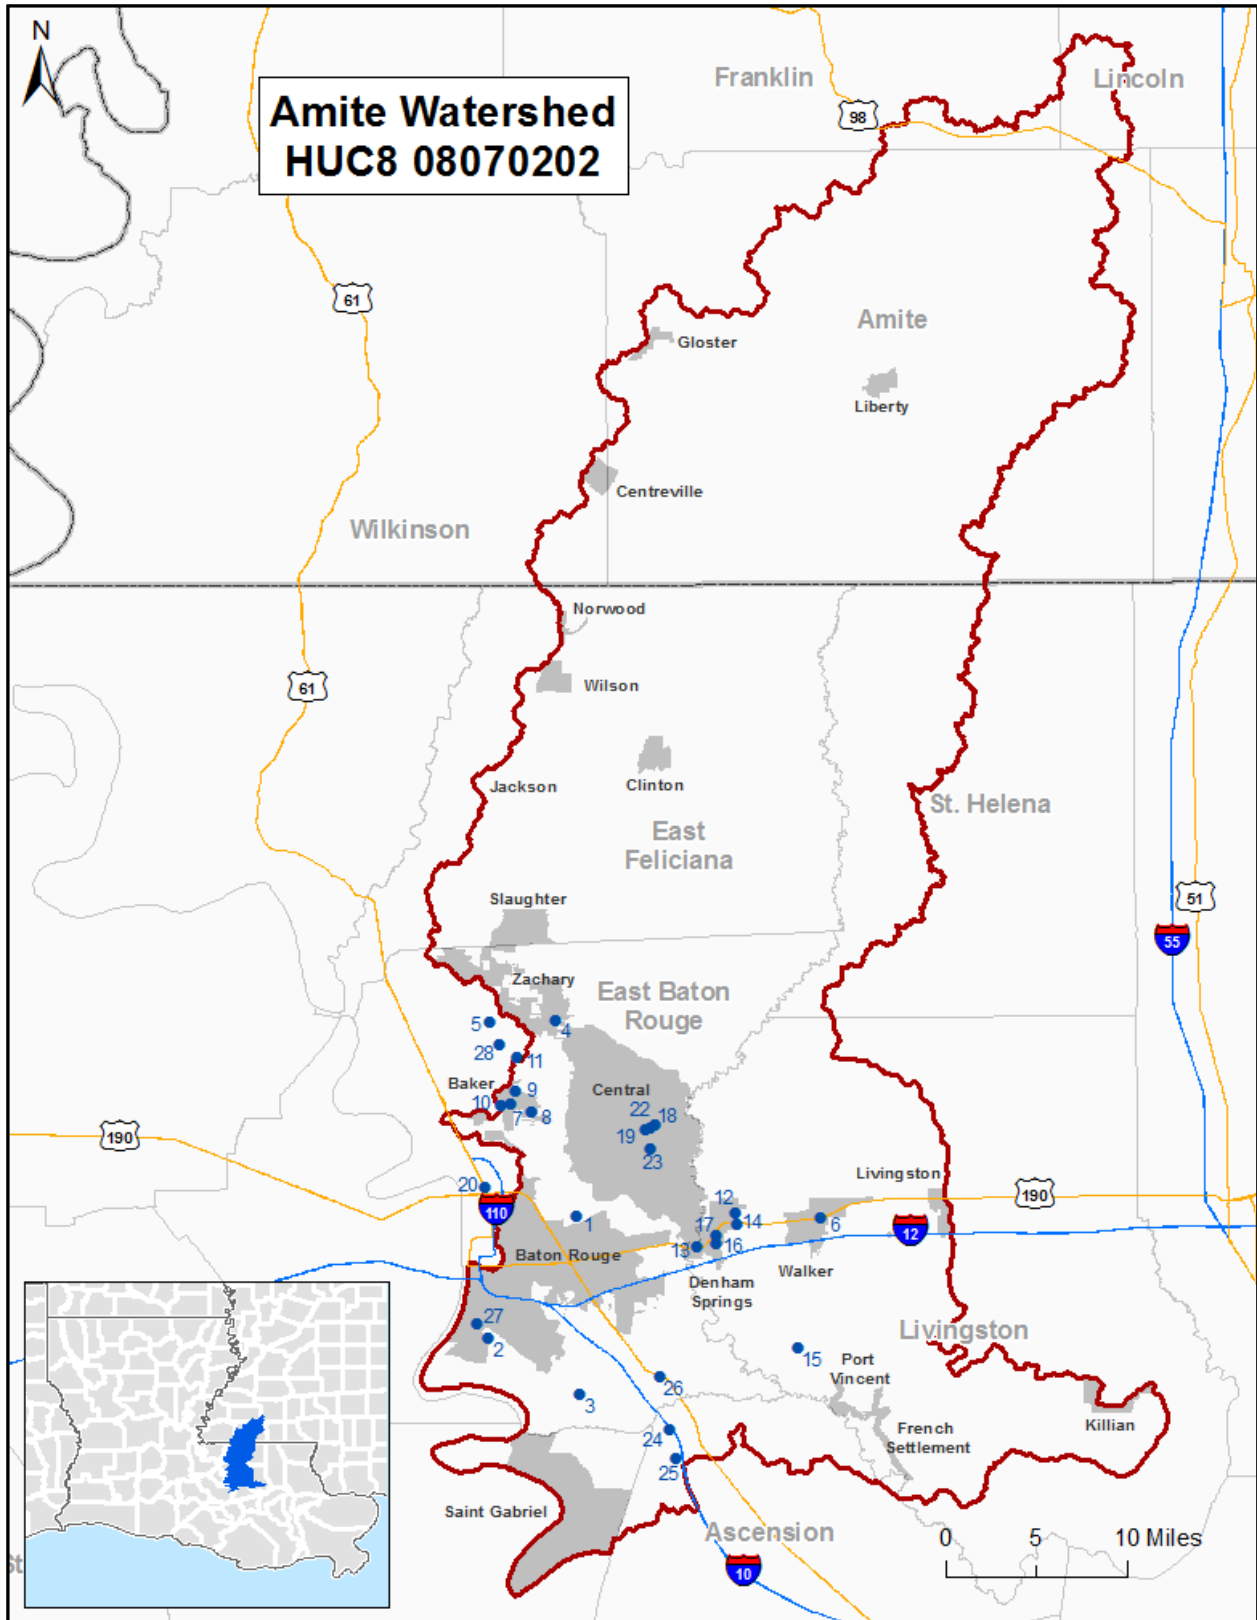 N
Amite Watershed
HUC8 08070202
Franklin
Lincoln
98
61
Amite
Gloster
Liberty
Centreville
Wilkinson
Norwood
Wilson
61
Jackson
Clinton
St. Helena
East
Feliciana
Slaughter
51
55
Zachary
East Baton
Rouge
5
4
28
11
Baker
9
Central
10
7
8
22
18
19
190
23
Livingston
20
12
190
110
1
17
14
6
12
Baton Rouge
13
16
Walker
Denham
Springs
27
Livingston
2
15
Port
Vincent
26
3
24
French
Settlement
Killian
25
Saint Gabriel
Ascension
0
5
10 Miles
10
St